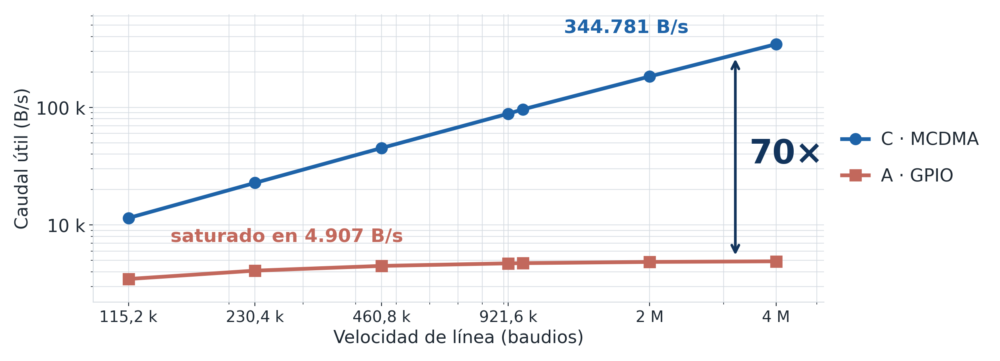 344.781 B/s
Caudal útil (B/s)
100 k
10 k
70×
C · MCDMA
A · GPIO
saturado en 4.907 B/s
115,2 k
230,4 k
460,8 k
921,6 k
2 M
4 M
Velocidad de línea (baudios)